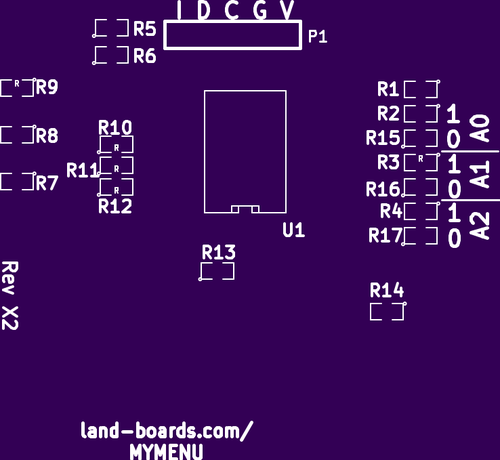 I D C G V
P1
R5
R6
R9
R1
R2
1
R10
R8
R15
0
A0
R11
R3
1
A1
R7
R16
0
R12
R4
1
A2
U1
R17
0
R13
Rev X2
R14
land-boards.com/
MYMENU